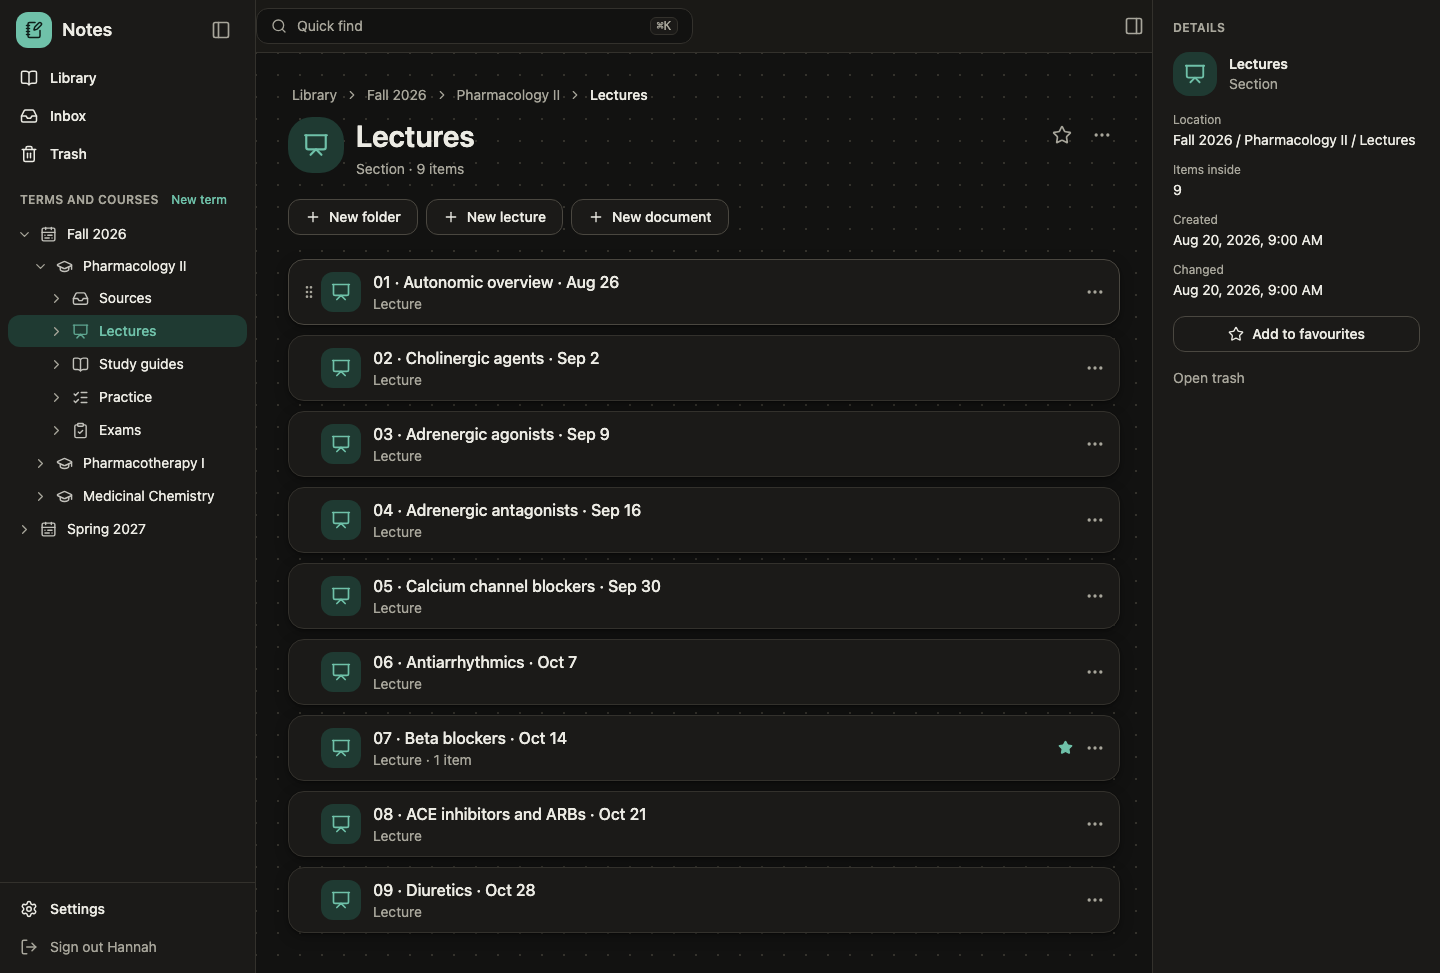 Notes
Library
Inbox
Trash
TERMS AND COURSES New term
Fall 2026
Pharmacology II
Sources
Lectures
Study guides
Practice
Exams
Pharmacotherapy I
Medicinal Chemistry
Spring 2027
Settings
Sign out Hannah
Quick find ⌘K
Library > Fall 2026 > Pharmacology II > Lectures
Lectures
Section · 9 items
+ New folder + New lecture + New document
01 · Autonomic overview · Aug 26
Lecture
02 · Cholinergic agents · Sep 2
Lecture
03 · Adrenergic agonists · Sep 9
Lecture
04 · Adrenergic antagonists · Sep 16
Lecture
05 · Calcium channel blockers · Sep 30
Lecture
06 · Antiarrhythmics · Oct 7
Lecture
07 · Beta blockers · Oct 14
Lecture · 1 item
08 · ACE inhibitors and ARBs · Oct 21
Lecture
09 · Diuretics · Oct 28
Lecture
DETAILS
Lectures
Section
Location
Fall 2026 / Pharmacology II / Lectures
Items inside
9
Created
Aug 20, 2026, 9:00 AM
Changed
Aug 20, 2026, 9:00 AM
Add to favourites
Open trash